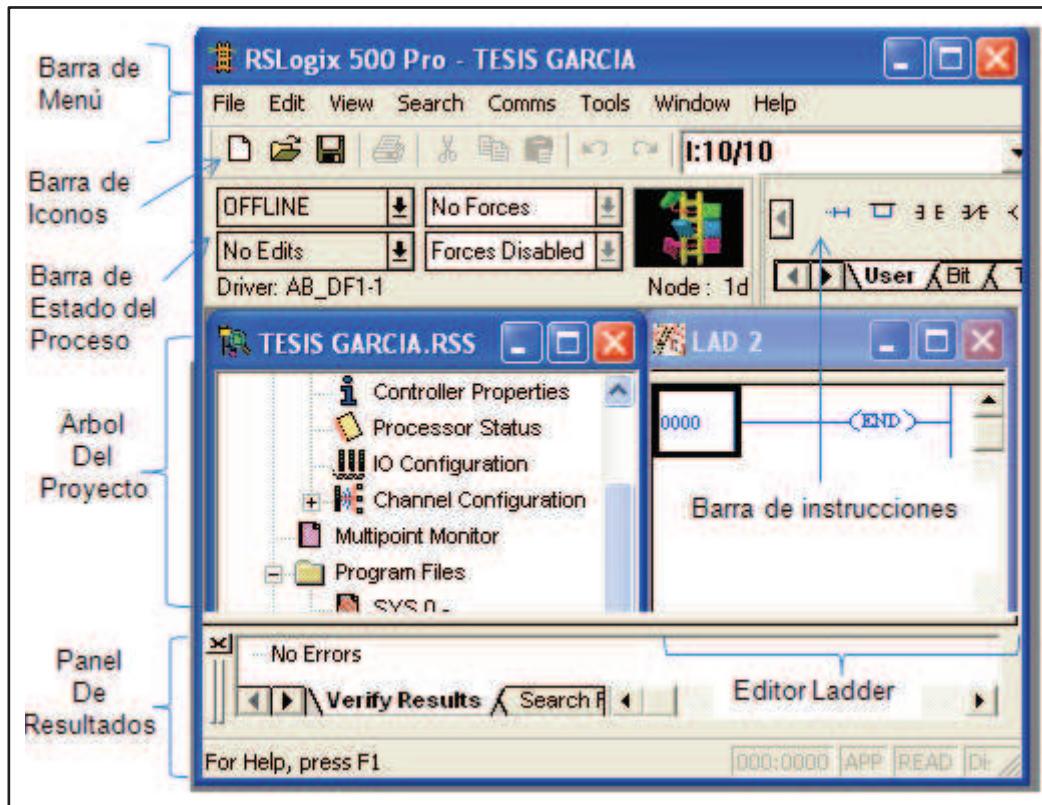 Barra de
Menú
RSLogix 500 Pro - TESIS GARCIA
File Edit View Search Comms Tools Window Help
I:10/10
Barra de
Iconos
OFFLINE
No Forces
No Edits
Forces Disabled
Driver: AB_DF1-1
Node : 1d
User
Bit
Barra de
Estado del
Proceso
TESIS GARCIA.RSS
LAD 2
Controller Properties
Processor Status
IO Configuration
Channel Configuration
Multipoint Monitor
Program Files
SYS 0 -
0000
END
Barra de instrucciones
Arbol
Del
Proyecto
No Errors
Verify Results
Search
Editor Ladder
Panel
De
Resultados
For Help, press F1
000:0000 APP READ